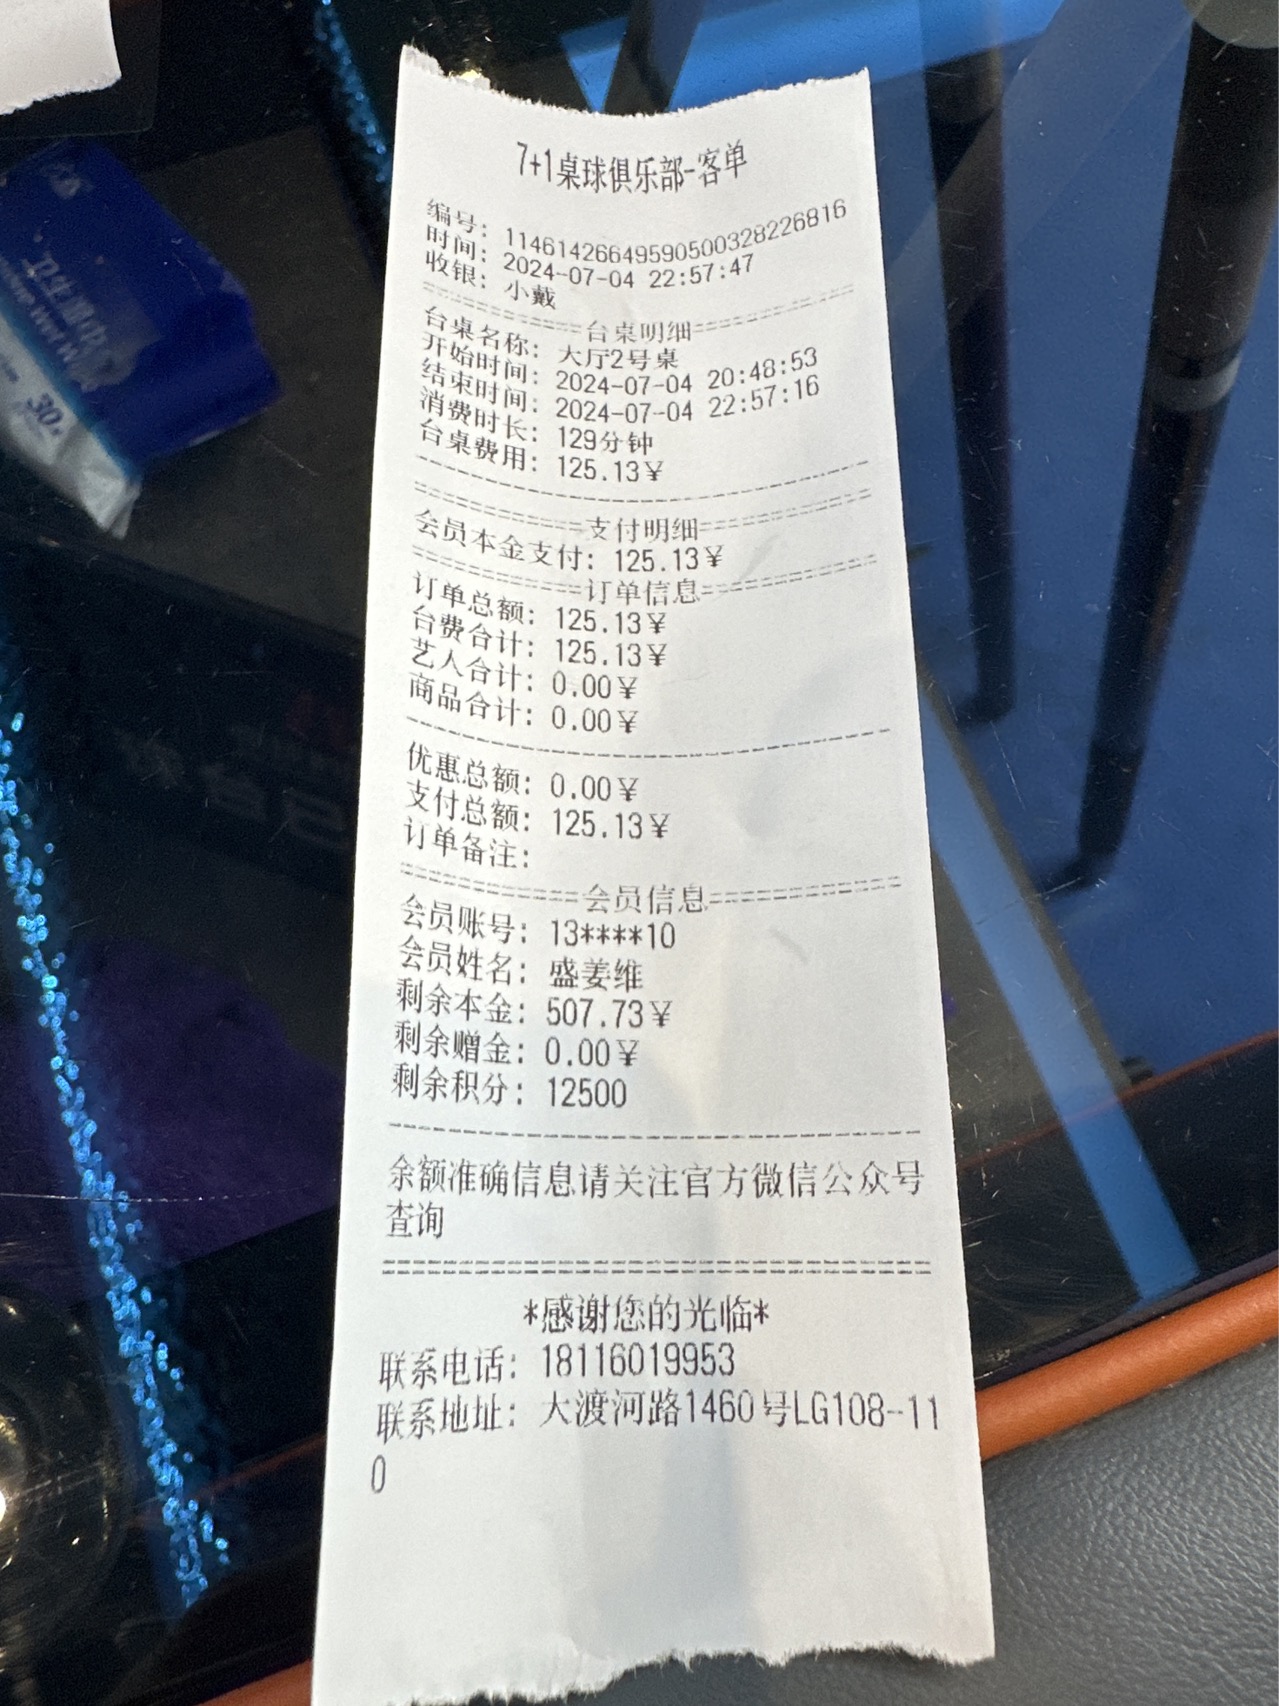 7+1桌球俱乐部-客单
编号: 1146142664959050032822681​6
时间: 2024-07-04 22:57:47
收银: 小戴
==========台桌明细==========
台桌名称: 大厅2号桌
开始时间: 2024-07-04 20:48:53
结束时间: 2024-07-04 22:57:16
消费时长: 129分钟
台桌费用: 125.13¥
==========支付明细==========
会员本金支付: 125.13¥
==========订单信息==========
订单总额: 125.13¥
台费合计: 125.13¥
艺人合计: 0.00¥
商品合计: 0.00¥
优惠总额: 0.00¥
支付总额: 125.13¥
订单备注:
==========会员信息==========
会员账号: 13****10
会员姓名: 盛姜维
剩余本金: 507.73¥
剩余赠金: 0.00¥
剩余积分: 12500
余额准确信息请关注官方微信公众号
查询
*感谢您的光临*
联系电话: 18116019953
联系地址: 大渡河路1460号LG108-11
0
卫生湿巾
30